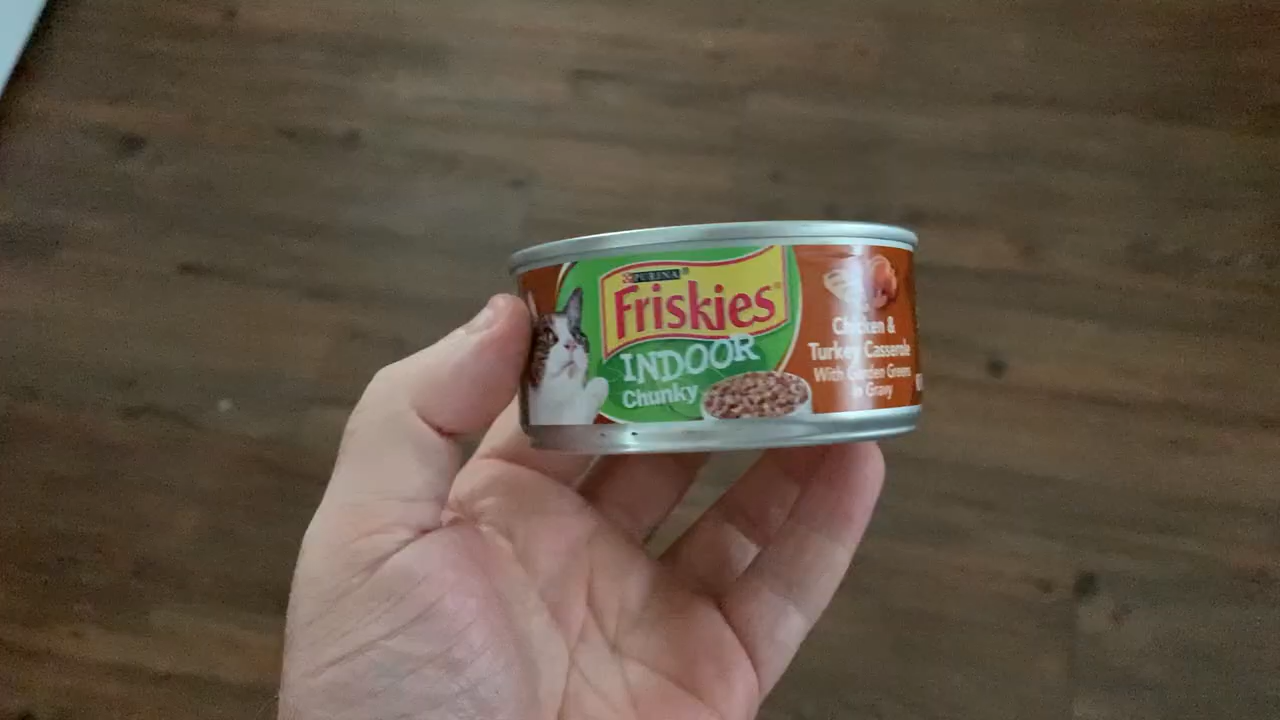 PURINA®
Friskies®
INDOOR
Chunky
Chicken &
Turkey Casserole
With Garden Greens
in Gravy